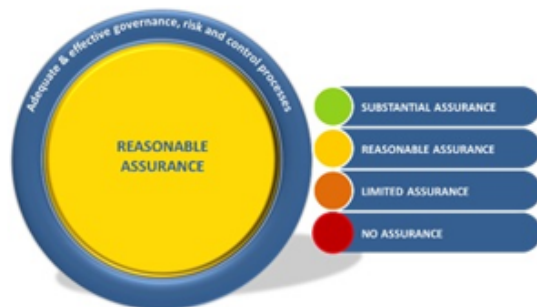 Adequate & effective governance, risk and control processes
REASONABLE
ASSURANCE
SUBSTANTIAL ASSURANCE
REASONABLE ASSURANCE
LIMITED ASSURANCE
NO ASSURANCE